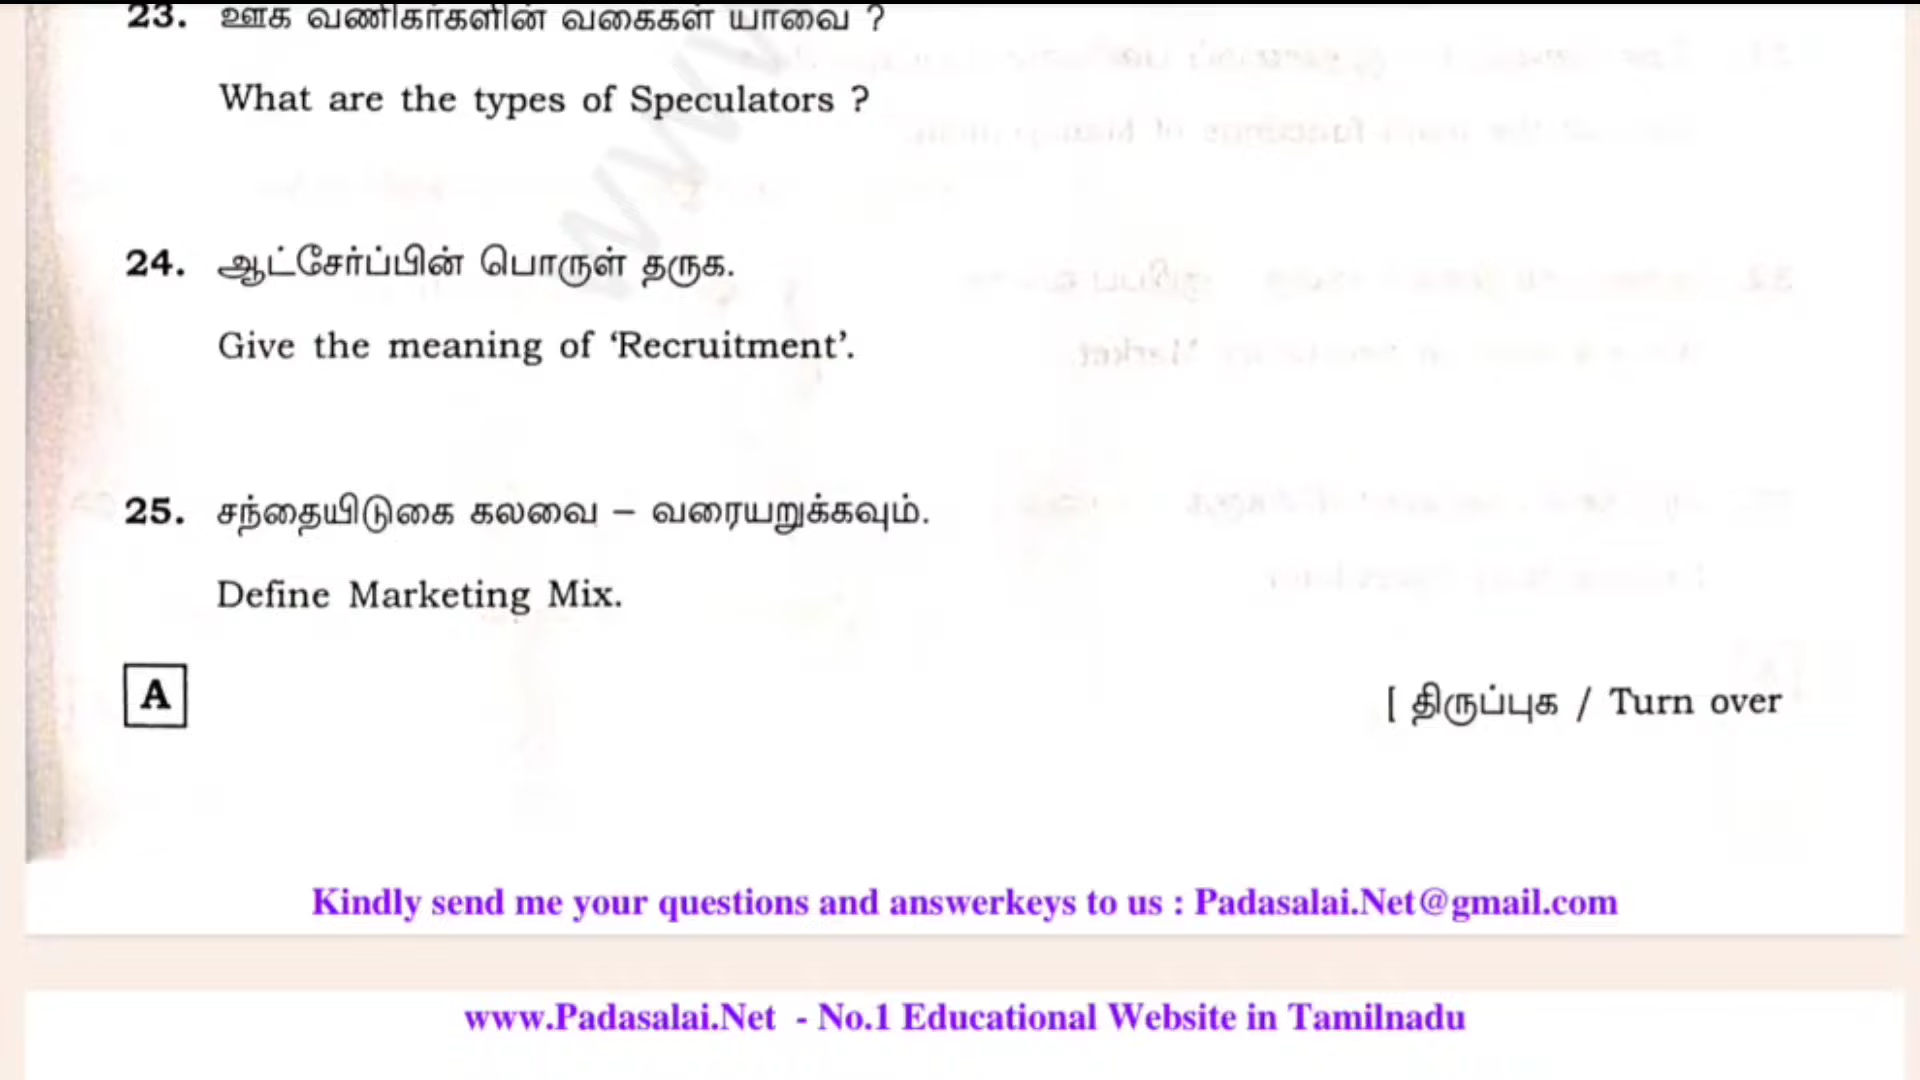 23. ஊக வணிகர்களின் வகைகள் யாவை ?
What are the types of Speculators ?
24. ஆட்சேர்ப்பின் பொருள் தருக.
Give the meaning of ‘Recruitment’.
25. சந்தையிடுகை கலவை – வரையறுக்கவும்.
Define Marketing Mix.
A
[ திருப்புக / Turn over
Kindly send me your questions and answerkeys to us : Padasalai.Net@gmail.com
www.Padasalai.Net - No.1 Educational Website in Tamilnadu